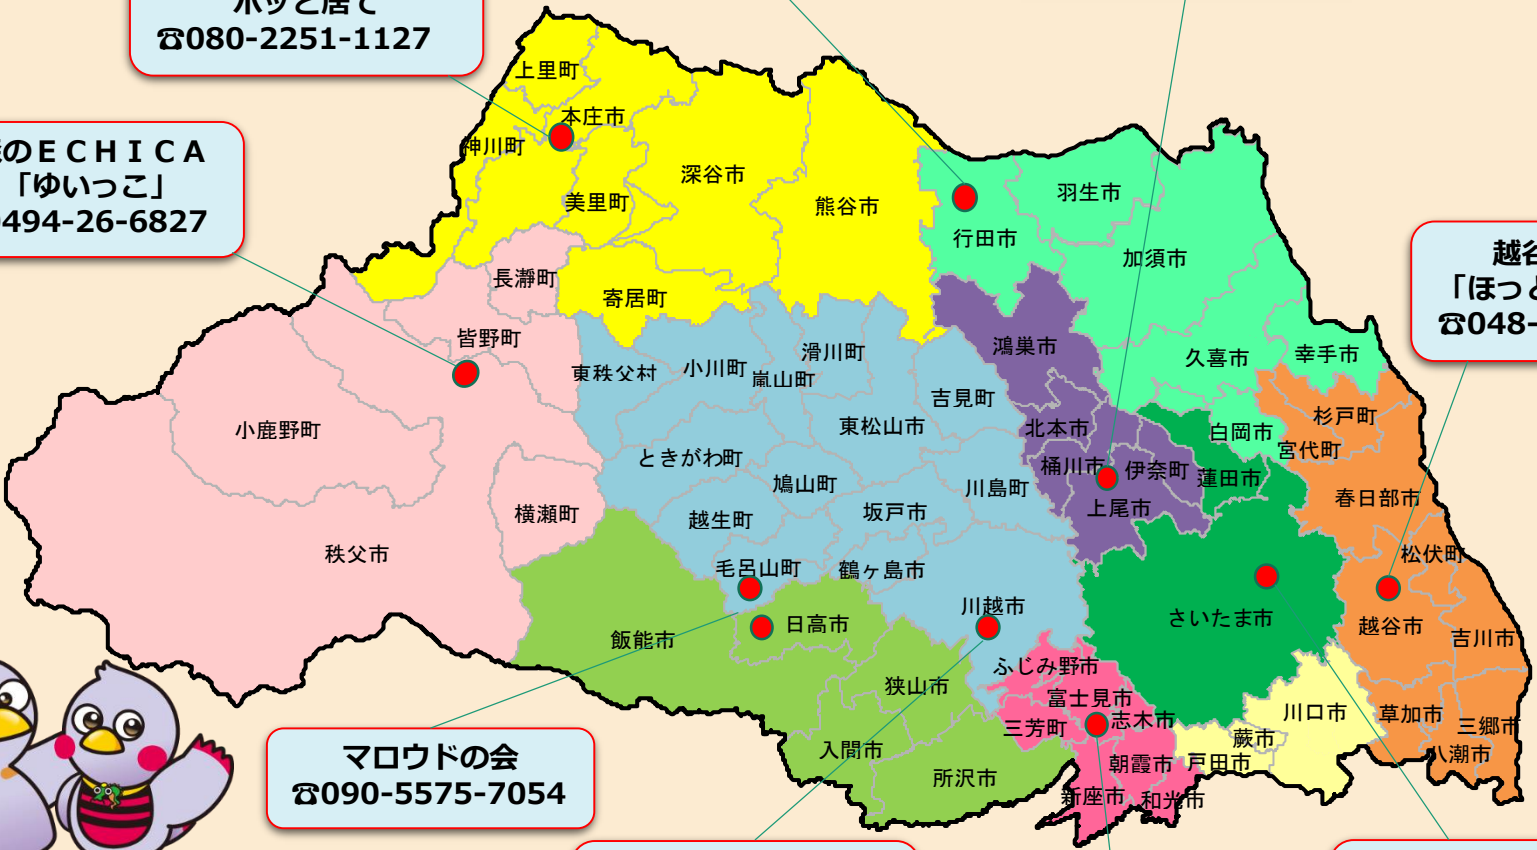 ホッと居て
☎080-2251-1127
のＥＣＨＩＣＡ
「ゆいっこ」
494-26-6827
越谷
「ほっと
☎048-
マロウドの会
☎090-5575-7054
上里町
本庄市
神川町
美里町
深谷市
熊谷市
行田市
羽生市
加須市
長瀞町
寄居町
皆野町
東秩父村
小川町
嵐山町
滑川町
吉見町
鴻巣市
久喜市
幸手市
小鹿野町
ときがわ町
東松山市
北本市
白岡市
杉戸町
宮代町
桶川市
伊奈町
蓮田市
横瀬町
鳩山町
川島町
上尾市
春日部市
秩父市
越生町
坂戸市
松伏町
毛呂山町
鶴ヶ島市
川越市
さいたま市
越谷市
吉川市
飯能市
日高市
ふじみ野市
狭山市
富士見市
三芳町
志木市
川口市
草加市
三郷市
入間市
蕨市
戸田市
八潮市
所沢市
朝霞市
新座市
和光市